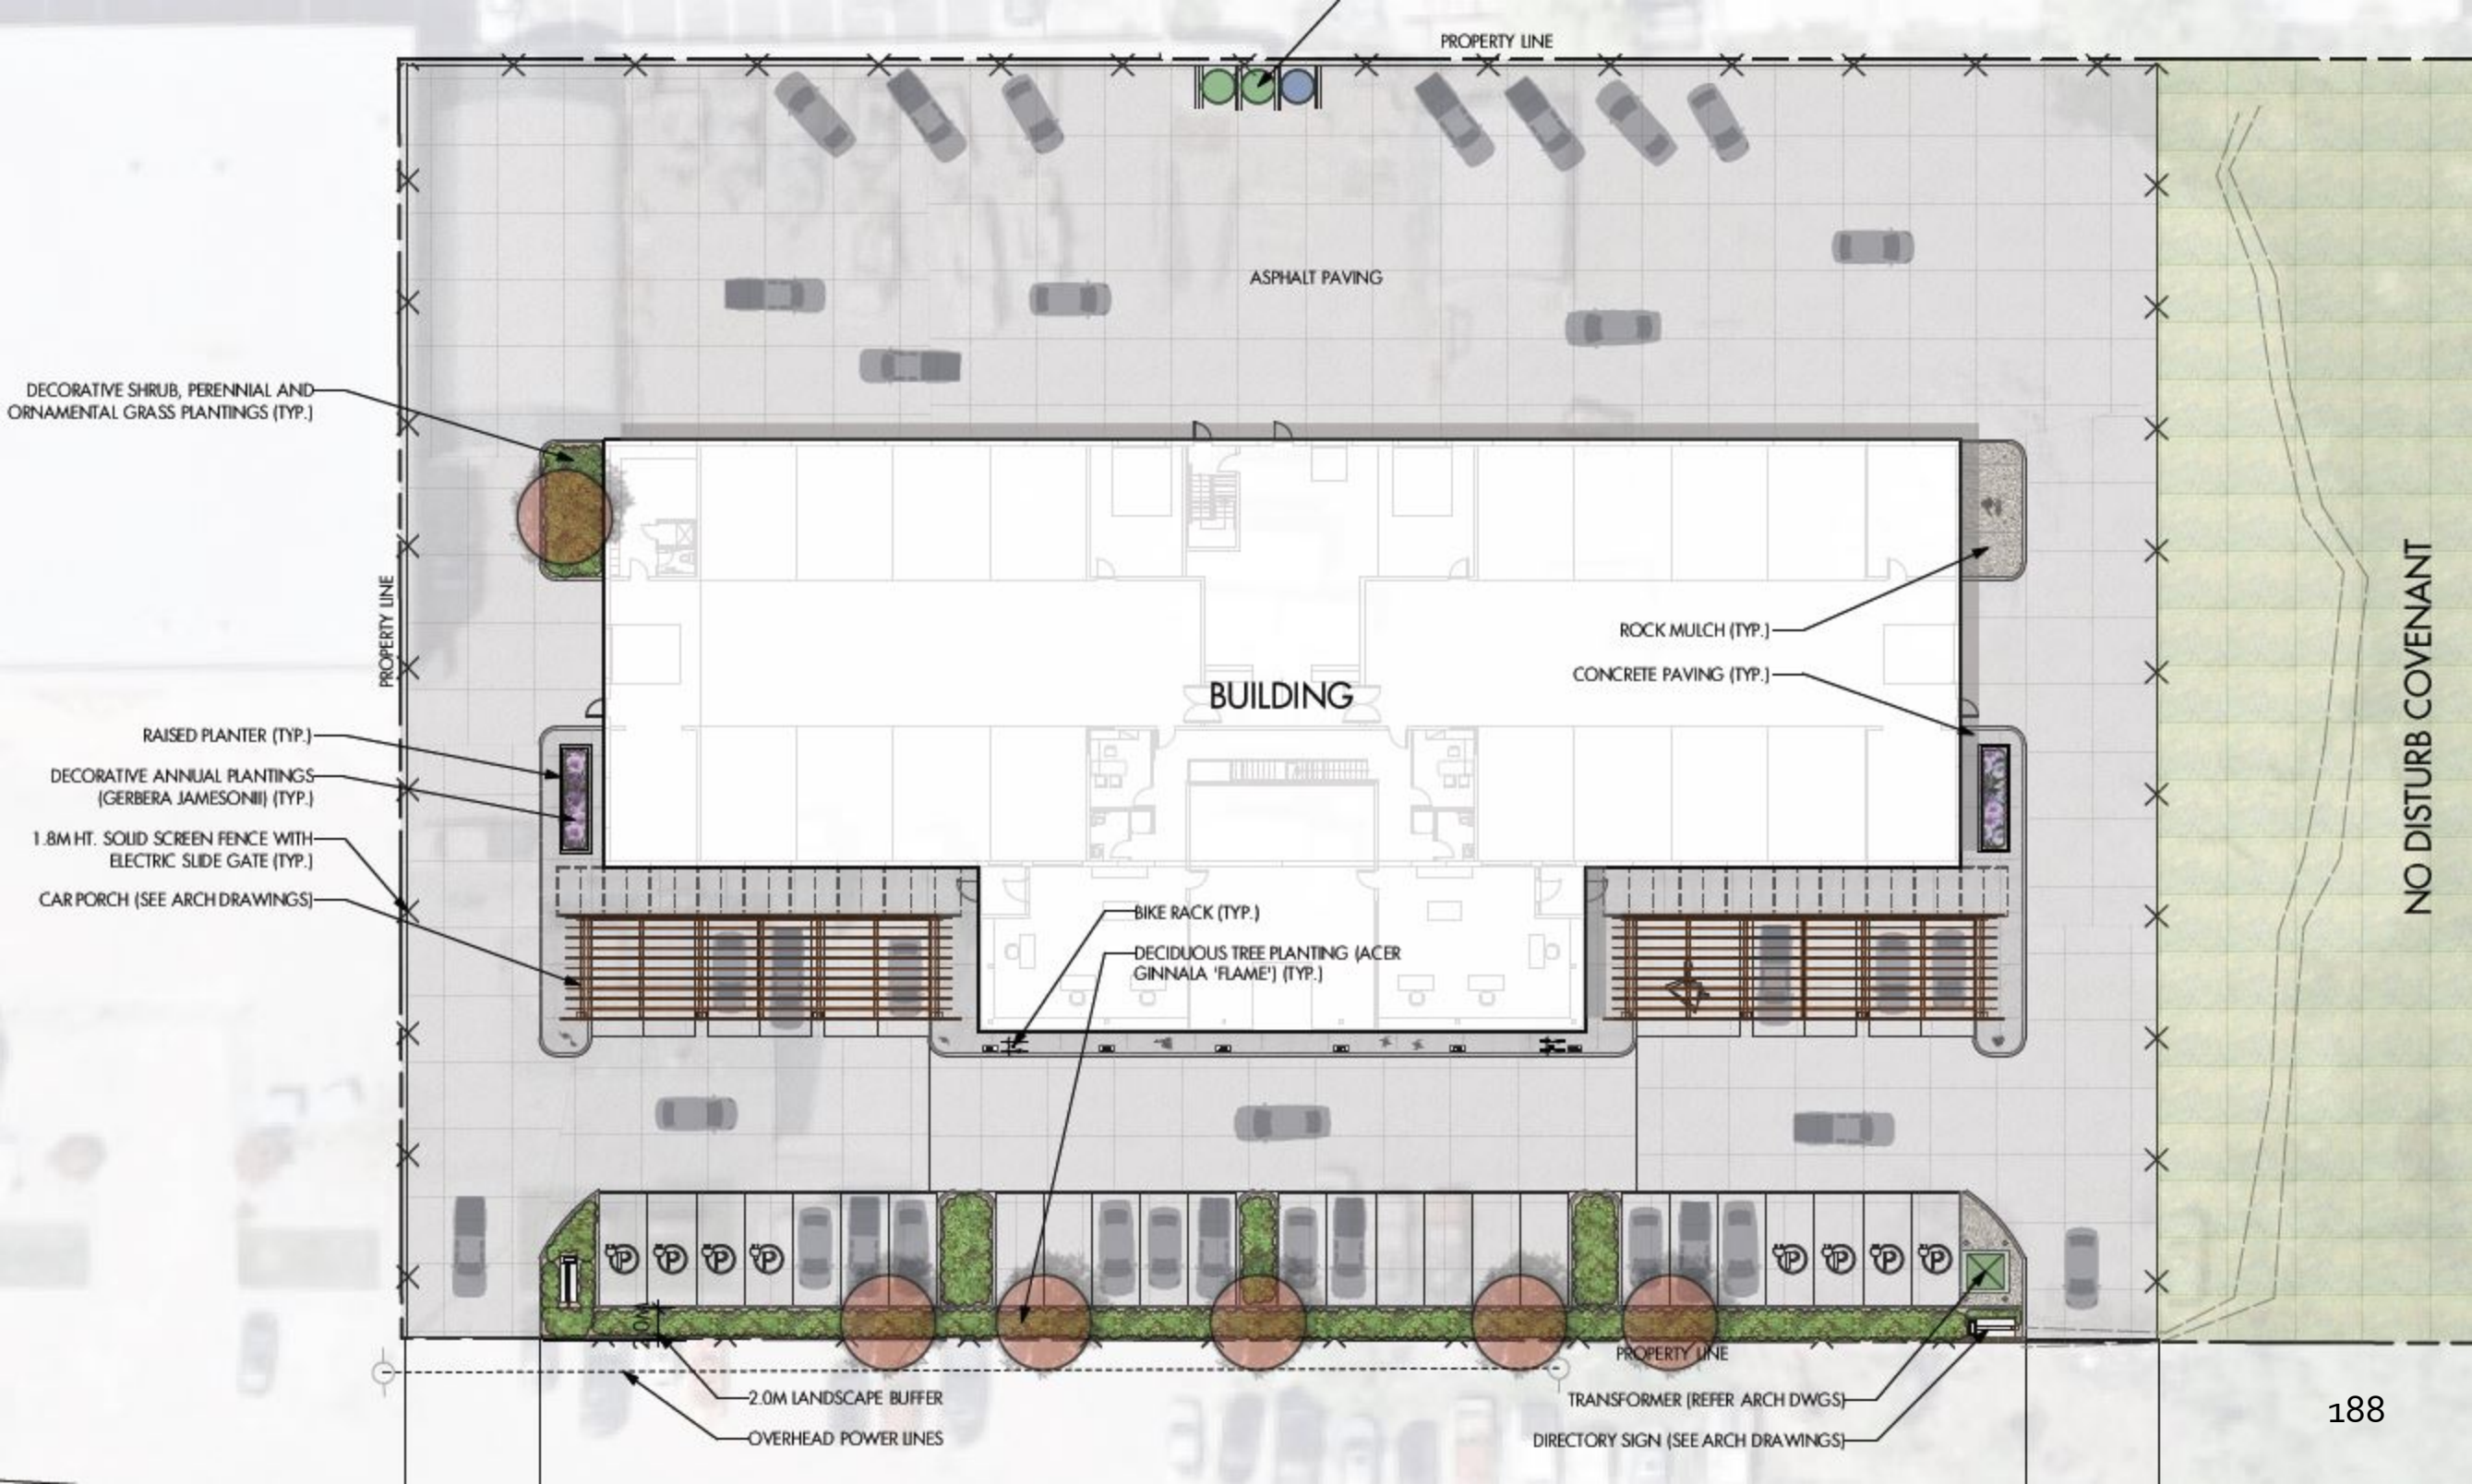 PROPERTY LINE
ASPHALT PAVING
DECORATIVE SHRUB, PERENNIAL AND
ORNAMENTAL GRASS PLANTINGS (TYP.)
PROPERTY LINE
ROCK MULCH (TYP.)
CONCRETE PAVING (TYP.)
BUILDING
NO DISTURB COVENANT
RAISED PLANTER (TYP.)
DECORATIVE ANNUAL PLANTINGS
(GERBERA JAMESONII) (TYP.)
1.8M HT. SOLID SCREEN FENCE WITH
ELECTRIC SLIDE GATE (TYP.)
CAR PORCH (SEE ARCH DRAWINGS)
BIKE RACK (TYP.)
DECIDUOUS TREE PLANTING (ACER
GINNALA 'FLAME') (TYP.)
P P P P
P P P P
2.0M
PROPERTY LINE
2.0M LANDSCAPE BUFFER
OVERHEAD POWER LINES
TRANSFORMER (REFER ARCH DWGS)
DIRECTORY SIGN (SEE ARCH DRAWINGS)
188